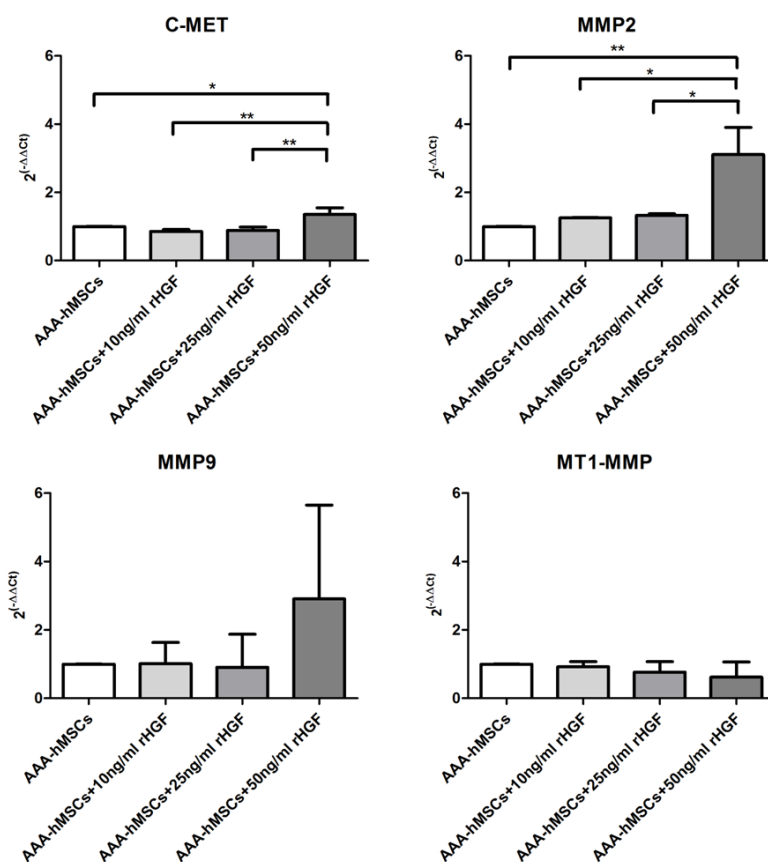 C-MET
2(-ΔΔCt)
6
4
2
0
*
**
**
AAA-hMSCs
AAA-hMSCs+10ng/ml rHGF
AAA-hMSCs+25ng/ml rHGF
AAA-hMSCs+50ng/ml rHGF
MMP2
2(-ΔΔCt)
6
4
2
0
**
*
*
AAA-hMSCs
AAA-hMSCs+10ng/ml rHGF
AAA-hMSCs+25ng/ml rHGF
AAA-hMSCs+50ng/ml rHGF
MMP9
2(-ΔΔCt)
6
4
2
0
AAA-hMSCs
AAA-hMSCs+10ng/ml rHGF
AAA-hMSCs+25ng/ml rHGF
AAA-hMSCs+50ng/ml rHGF
MT1-MMP
2(-ΔΔCt)
6
4
2
0
AAA-hMSCs
AAA-hMSCs+10ng/ml rHGF
AAA-hMSCs+25ng/ml rHGF
AAA-hMSCs+50ng/ml rHGF